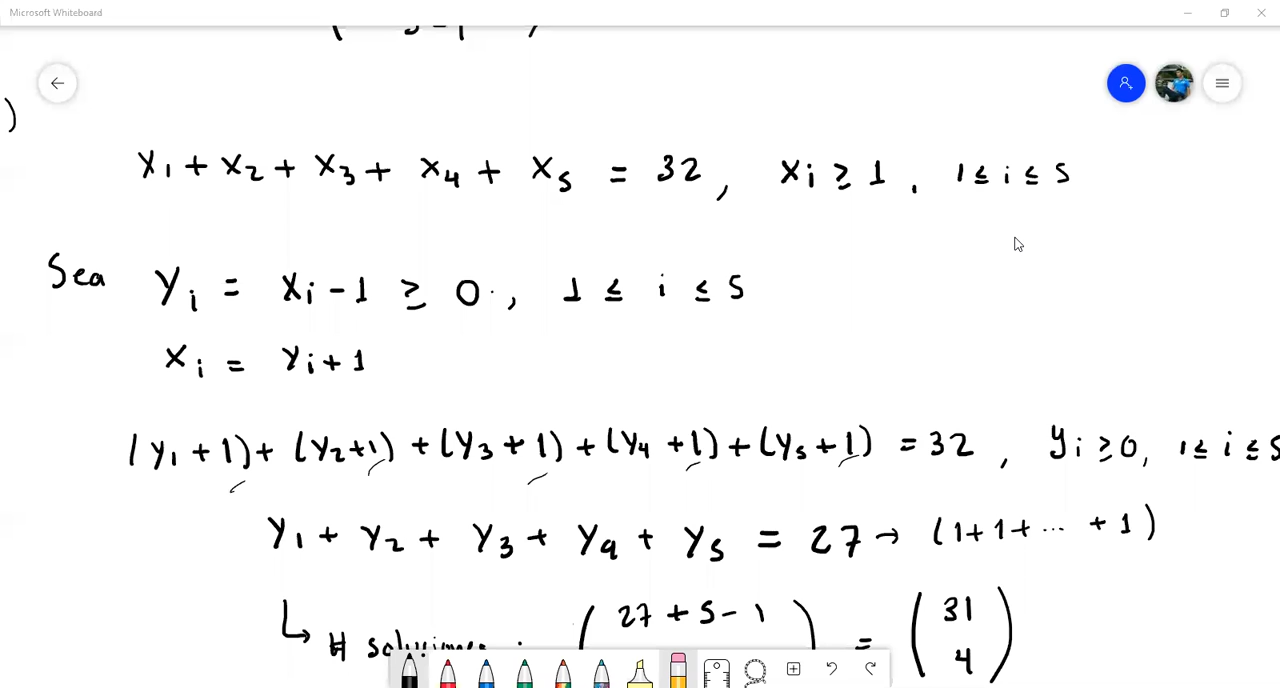 Microsoft Whiteboard
)
x₁ + x₂ + x₃ + x₄ + x₅ = 32, xᵢ ≥ 1, 1 ≤ i ≤ 5
Sea yᵢ = xᵢ - 1 ≥ 0, 1 ≤ i ≤ 5
xᵢ = yᵢ + 1
(y₁ + 1) + (y₂+1) + (y₃ + 1) + (y₄ + 1) + (y₅ + 1) = 32, yᵢ ≥ 0, 1 ≤ i ≤ 5
y₁ + y₂ + y₃ + y₄ + y₅ = 27 → (1+1+ ... + 1)
↳ # soluciones : ( 27 + 5 - 1 ) = ( 31
4 )